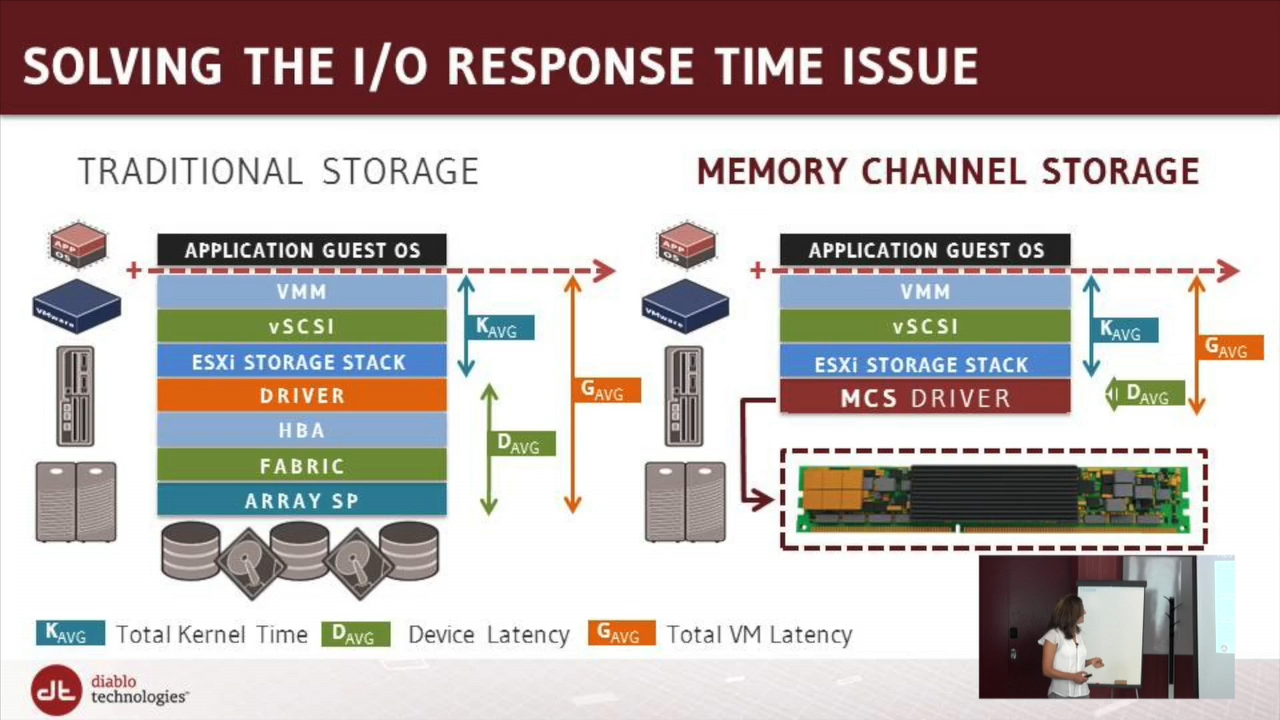 SOLVING THE I/O RESPONSE TIME ISSUE
TRADITIONAL STORAGE
APP
OS
+
VMware
APPLICATION GUEST OS
VMM
vSCSI
ESXi STORAGE STACK
DRIVER
HBA
FABRIC
ARRAY SP
KAVG
DAVG
GAVG
MEMORY CHANNEL STORAGE
APP
OS
+
VMware
APPLICATION GUEST OS
VMM
vSCSI
ESXi STORAGE STACK
MCS DRIVER
KAVG
DAVG
GAVG
KAVG Total Kernel Time DAVG Device Latency GAVG Total VM Latency
dt diablo
technologies